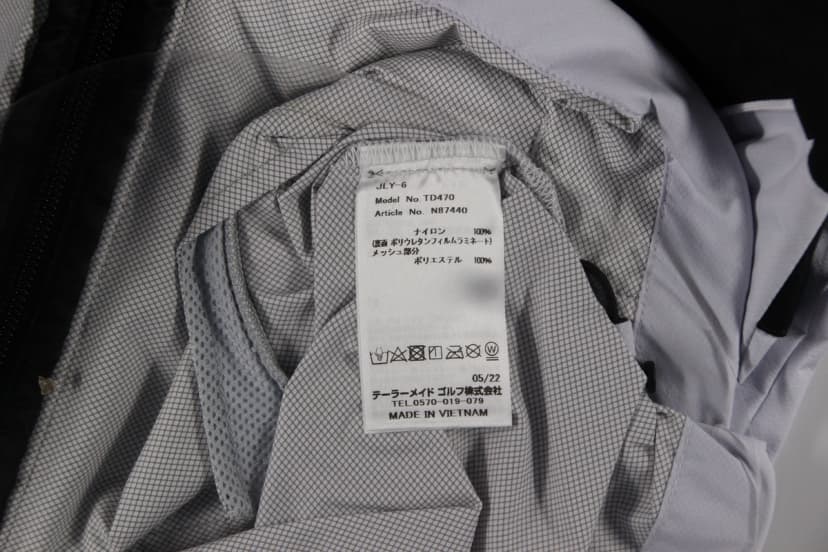 JLY-6
Model No. TD470
Article No. N87440
ナイロン 100%
(裏面 ポリウレタンフィルムラミネート)
メッシュ部分
ポリエステル 100%
W
05/22
テーラーメイド ゴルフ株式会社
TEL.0570-019-079
MADE IN VIETNAM